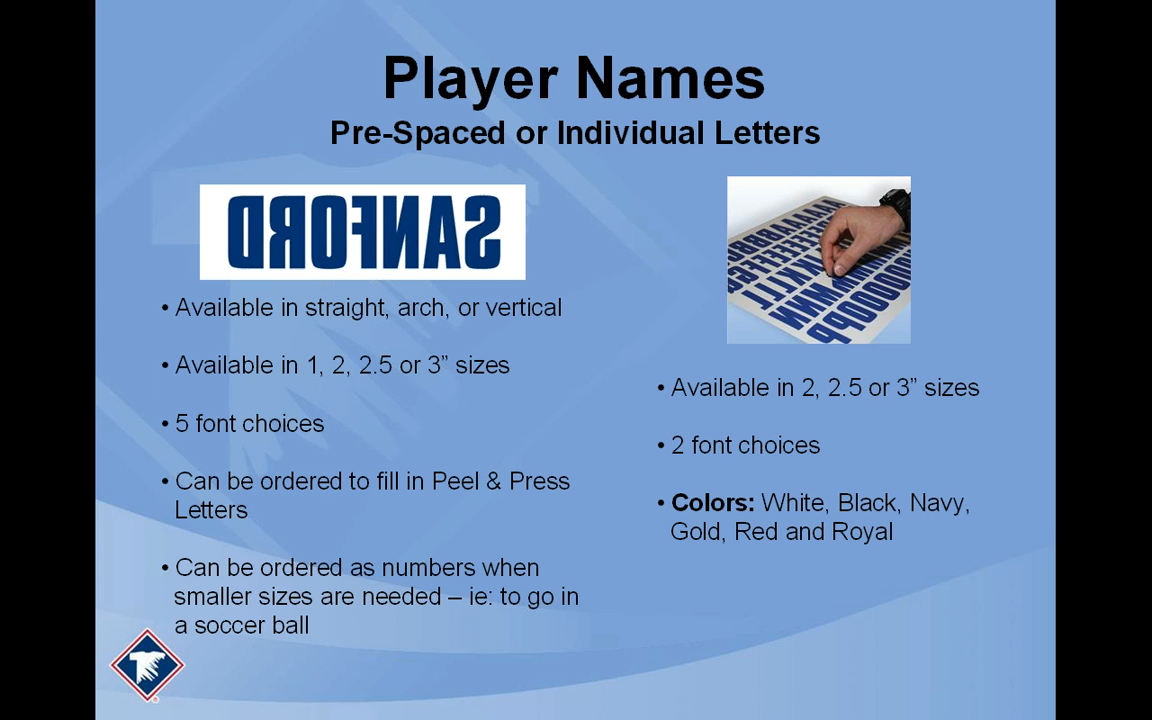 Player Names
Pre-Spaced or Individual Letters
SANFORD
• Available in straight, arch, or vertical
• Available in 1, 2, 2.5 or 3” sizes
• 5 font choices
• Can be ordered to fill in Peel & Press
Letters
• Can be ordered as numbers when
smaller sizes are needed – ie: to go in
a soccer ball
• Available in 2, 2.5 or 3” sizes
• 2 font choices
• Colors: White, Black, Navy,
Gold, Red and Royal